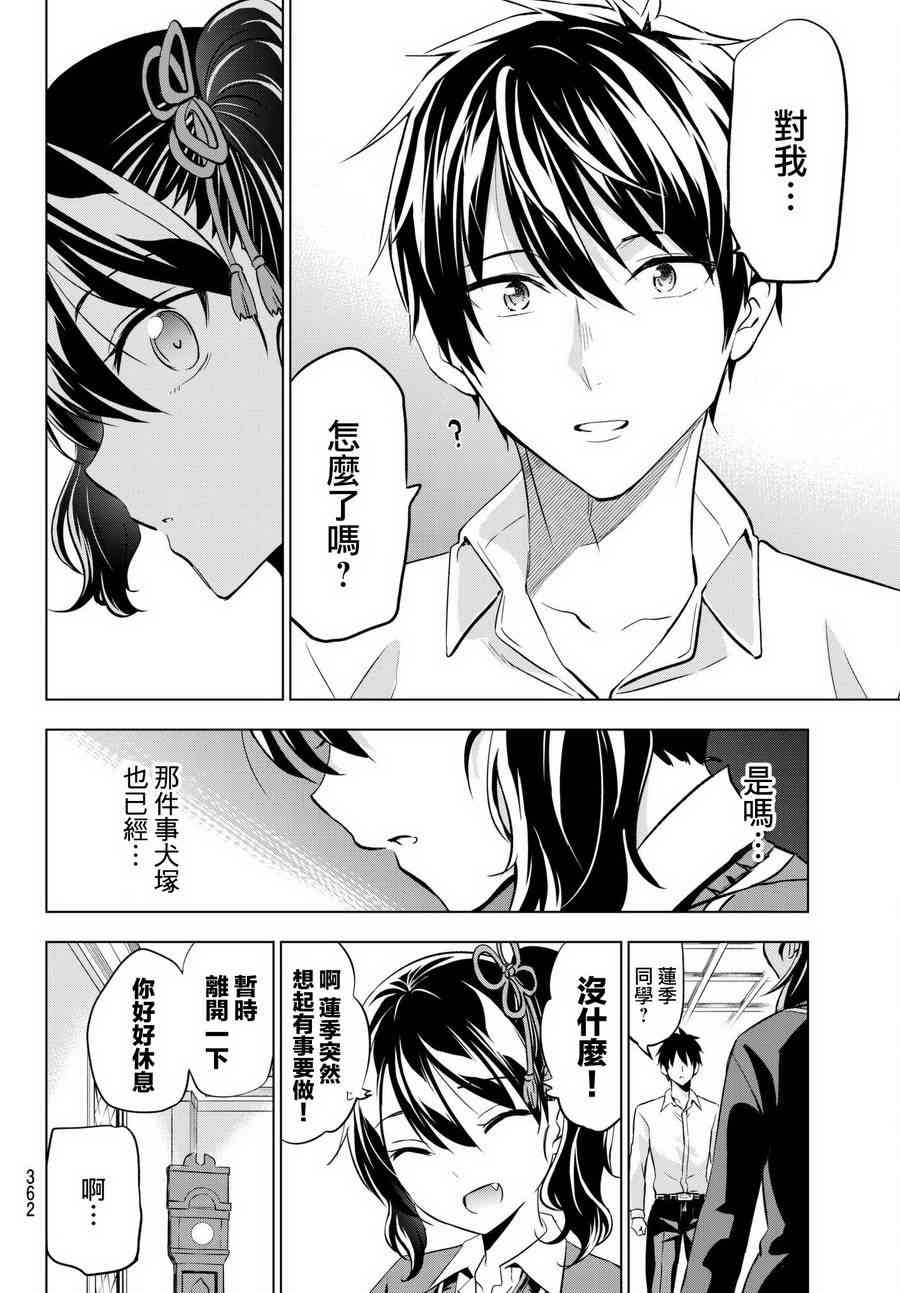 對我…
怎麼了嗎?
?
是嗎…
那件事犬塚
也已經…
蓮季
同學?
沒什麼!
啊 蓮季突然
想起有事要做!
暫時
離開一下
你好好休息
啊…
362